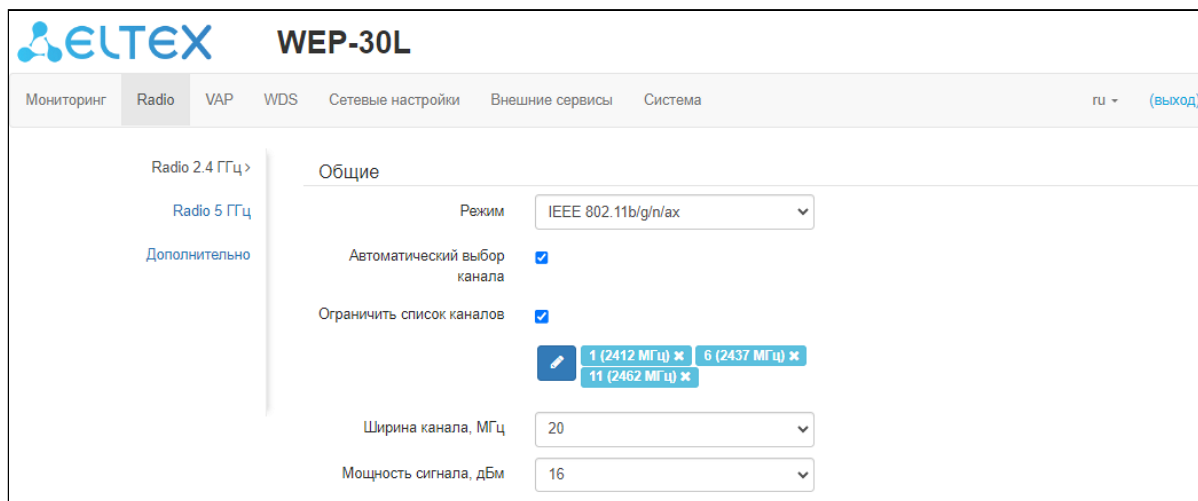 ELTEX WEP-30L
Мониторинг Radio VAP WDS Сетевые настройки Внешние сервисы Система ru (выход)
Radio 2.4 ГГц >
Radio 5 ГГц
Дополнительно
Общие
Режим IEEE 802.11b/g/n/ax
Автоматический выбор
канала
Ограничить список каналов
1 (2412 МГц) × 6 (2437 МГц) ×
11 (2462 МГц) ×
Ширина канала, МГц 20
Мощность сигнала, дБм 16